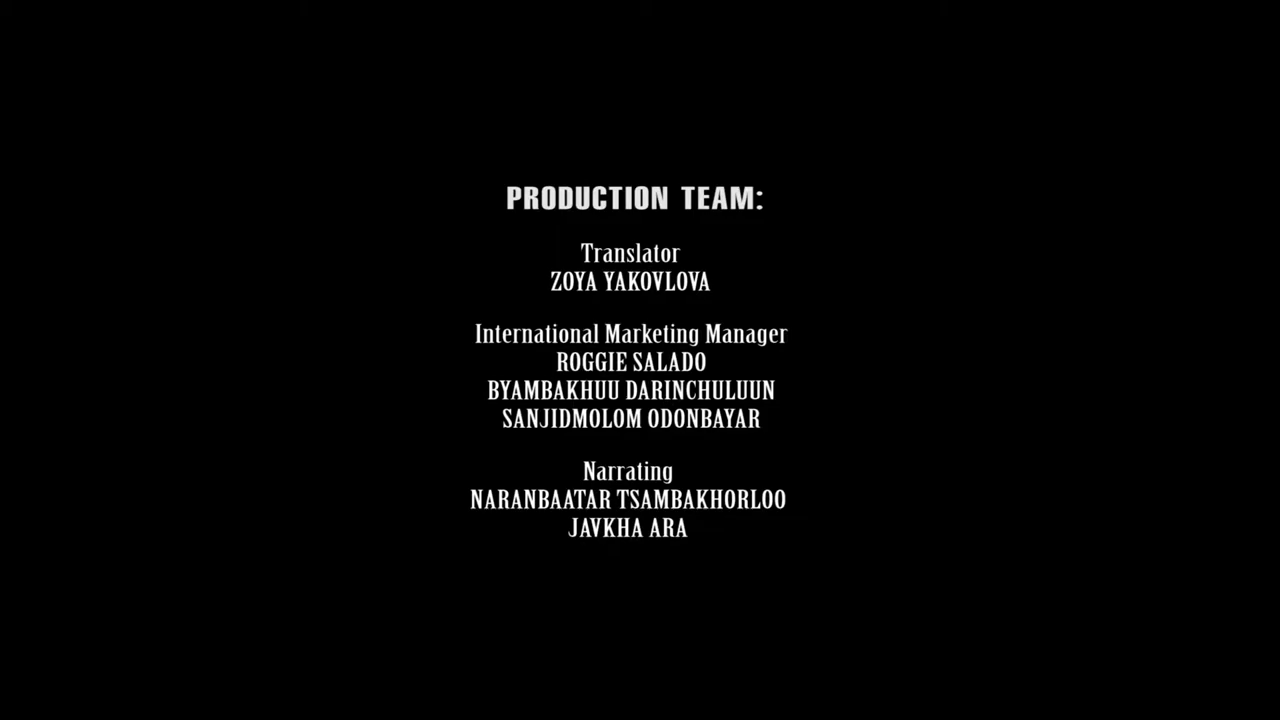 PRODUCTION TEAM:
Translator
ZOYA YAKOVLOVA
International Marketing Manager
ROGGIE SALADO
BYAMBAKHUU DARINCHULUUN
SANJIDMOLOM ODONBAYAR
Narrating
NARANBAATAR TSAMBAKHORLOO
JAVKHA ARA